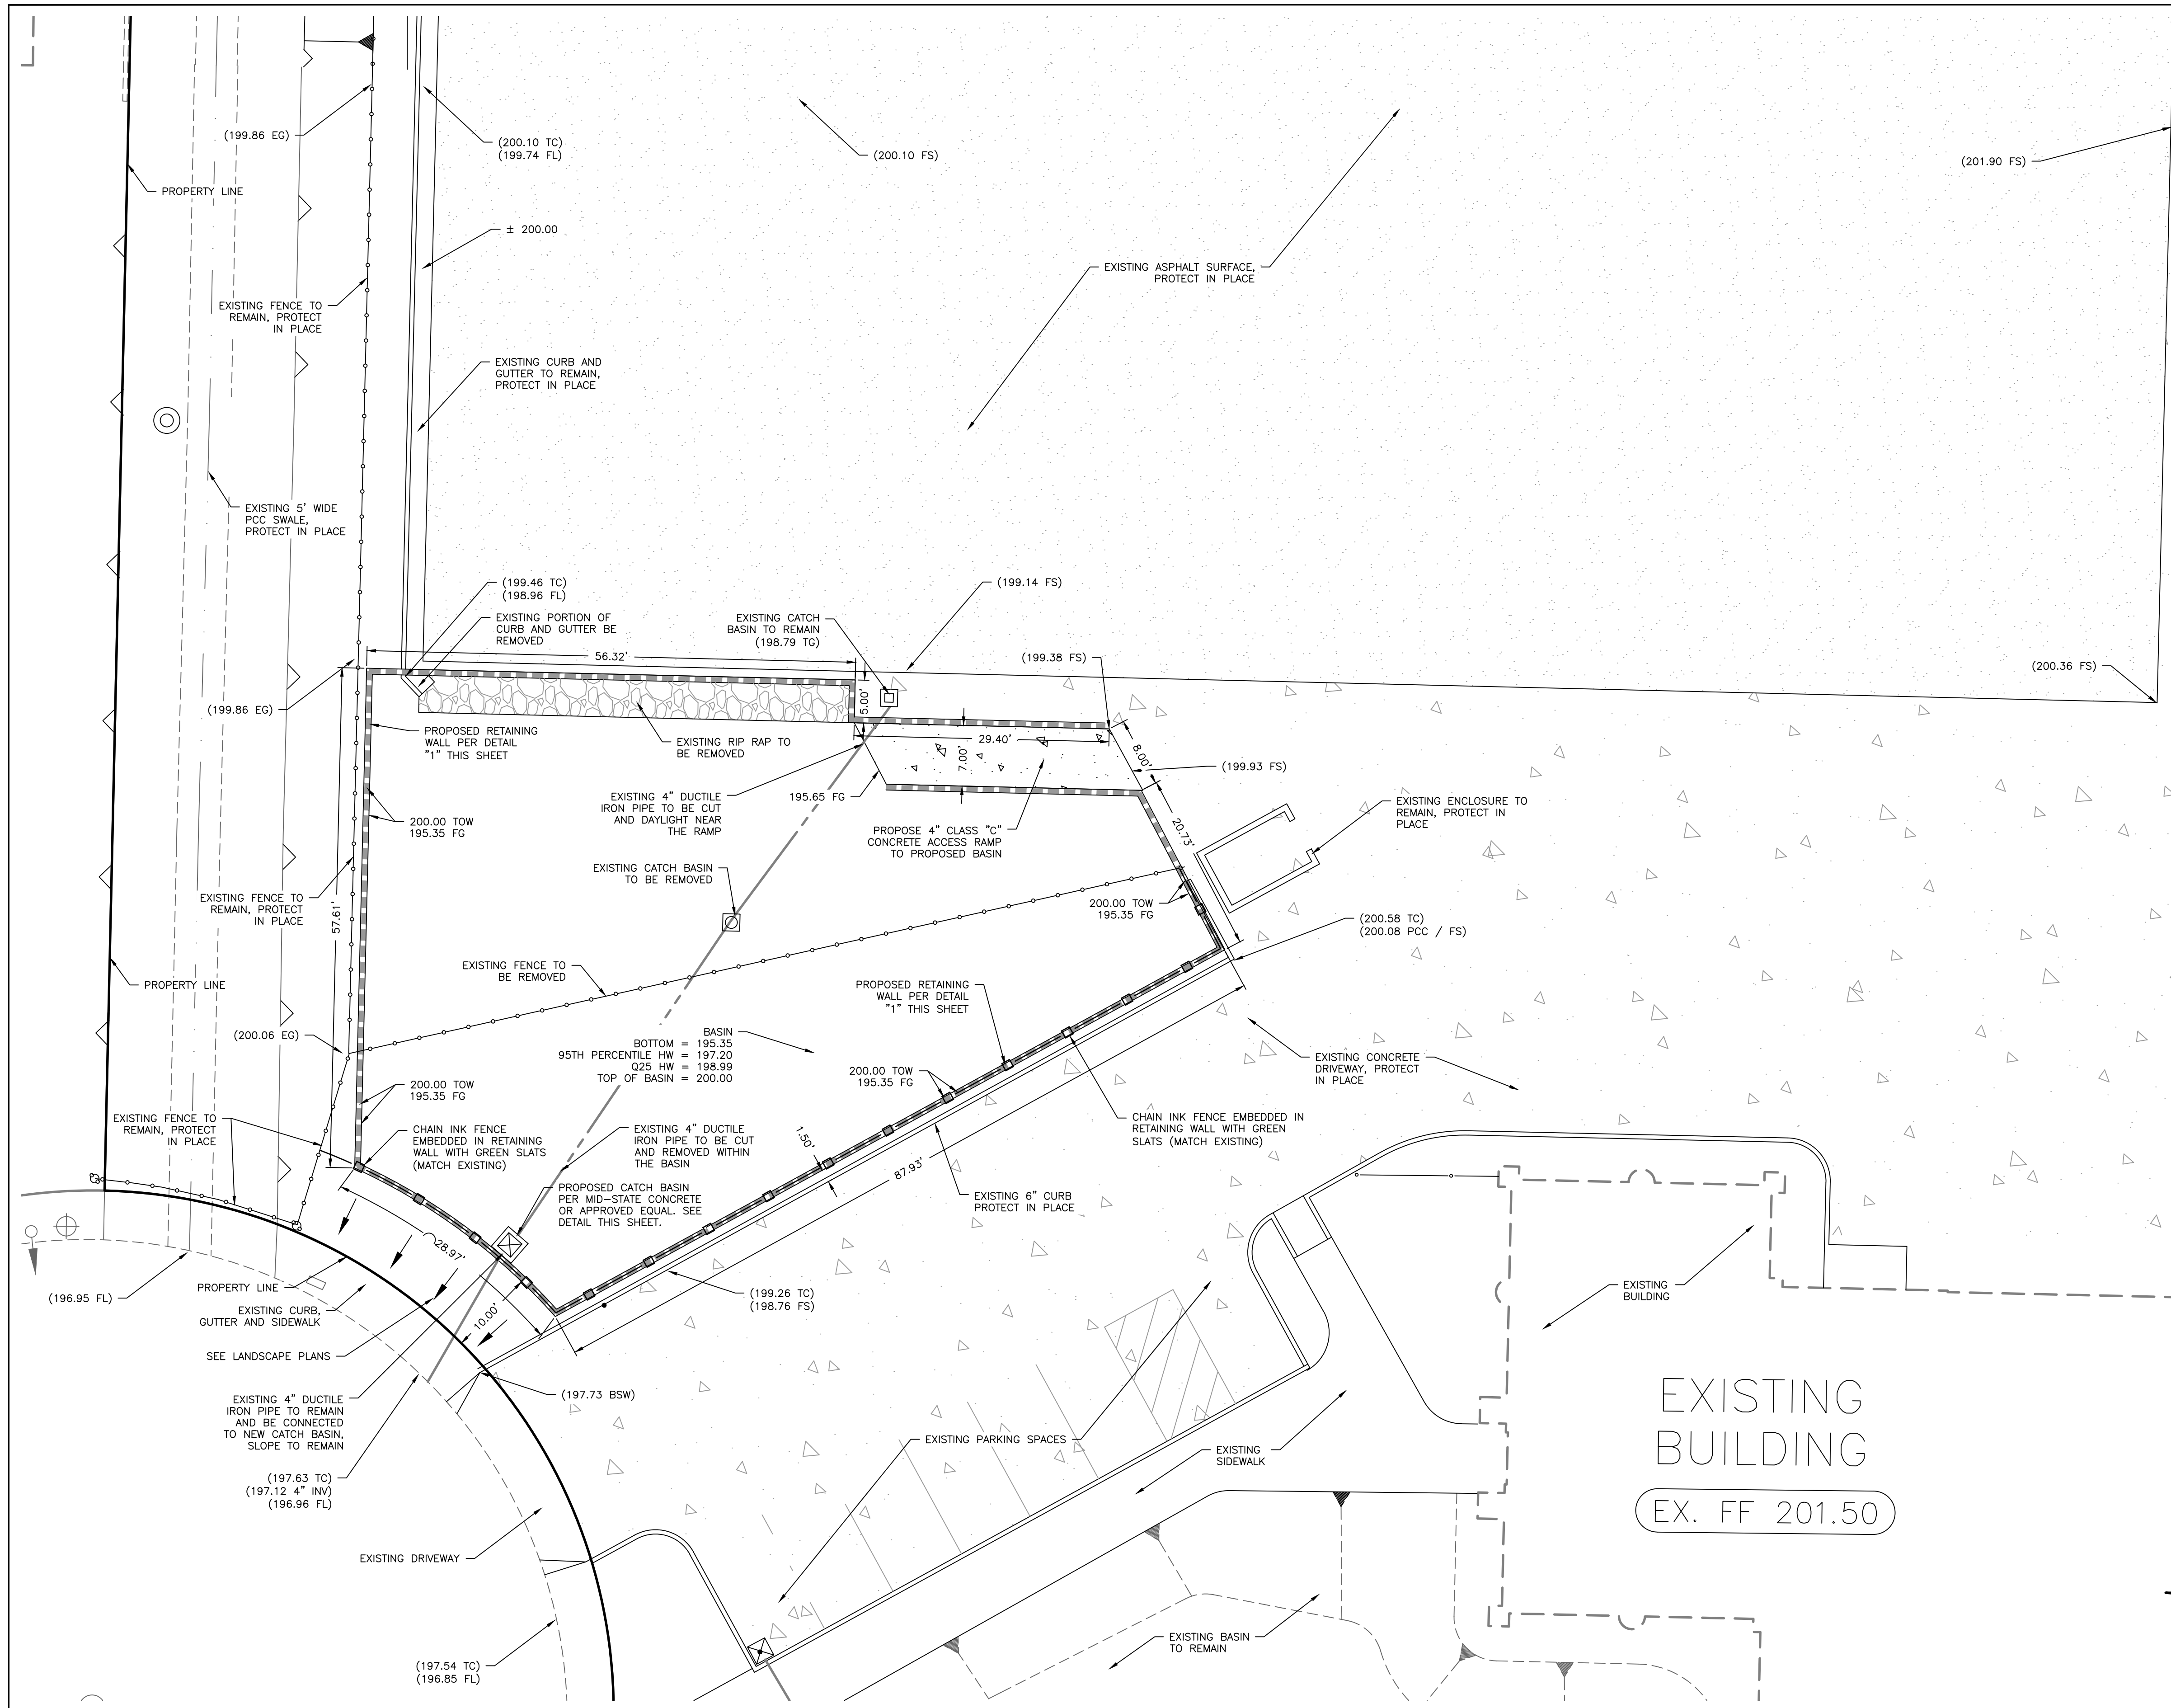 (199.86 EG)
(200.10 TC)
(199.74 FL)
(200.10 FS)
(201.90 FS)
PROPERTY LINE
± 200.00
EXISTING ASPHALT SURFACE,
PROTECT IN PLACE
EXISTING FENCE TO
REMAIN, PROTECT
IN PLACE
EXISTING CURB AND
GUTTER TO REMAIN,
PROTECT IN PLACE
EXISTING 5' WIDE
PCC SWALE,
PROTECT IN PLACE
(199.46 TC)
(198.96 FL)
(199.14 FS)
EXISTING PORTION OF
CURB AND GUTTER BE
REMOVED
EXISTING CATCH
BASIN TO REMAIN
(198.79 TG)
56.32'
(199.38 FS)
(200.36 FS)
(199.86 EG)
5.00'
PROPOSED RETAINING
WALL PER DETAIL
"1" THIS SHEET
EXISTING RIP RAP TO
BE REMOVED
29.40'
7.00'
8.00'
(199.93 FS)
EXISTING 4" DUCTILE
IRON PIPE TO BE CUT
AND DAYLIGHT NEAR
THE RAMP
195.65 FG
EXISTING ENCLOSURE TO
REMAIN, PROTECT IN
PLACE
200.00 TOW
195.35 FG
PROPOSE 4" CLASS "C"
CONCRETE ACCESS RAMP
TO PROPOSED BASIN
20.73'
EXISTING CATCH BASIN
TO BE REMOVED
EXISTING FENCE TO
REMAIN, PROTECT
IN PLACE
57.61'
200.00 TOW
195.35 FG
(200.58 TC)
(200.08 PCC / FS)
EXISTING FENCE TO
BE REMOVED
PROPERTY LINE
PROPOSED RETAINING
WALL PER DETAIL
"1" THIS SHEET
(200.06 EG)
BASIN
BOTTOM = 195.35
95TH PERCENTILE HW = 197.20
Q25 HW = 198.99
TOP OF BASIN = 200.00
EXISTING CONCRETE
DRIVEWAY, PROTECT
IN PLACE
200.00 TOW
195.35 FG
200.00 TOW
195.35 FG
EXISTING FENCE TO
REMAIN, PROTECT
IN PLACE
CHAIN INK FENCE
EMBEDDED IN RETAINING
WALL WITH GREEN SLATS
(MATCH EXISTING)
EXISTING 4" DUCTILE
IRON PIPE TO BE CUT
AND REMOVED WITHIN
THE BASIN
1.50'
CHAIN INK FENCE EMBEDDED IN
RETAINING WALL WITH GREEN
SLATS (MATCH EXISTING)
87.93'
PROPOSED CATCH BASIN
PER MID-STATE CONCRETE
OR APPROVED EQUAL. SEE
DETAIL THIS SHEET.
EXISTING 6" CURB
PROTECT IN PLACE
28.97'
(196.95 FL)
PROPERTY LINE
EXISTING CURB,
GUTTER AND SIDEWALK
10.00'
(199.26 TC)
(198.76 FS)
EXISTING
BUILDING
SEE LANDSCAPE PLANS
(197.73 BSW)
EXISTING 4" DUCTILE
IRON PIPE TO REMAIN
AND BE CONNECTED
TO NEW CATCH BASIN,
SLOPE TO REMAIN
EXISTING PARKING SPACES
EXISTING
SIDEWALK
EXISTING
BUILDING
EX. FF 201.50
(197.63 TC)
(197.12 4" INV)
(196.96 FL)
EXISTING DRIVEWAY
EXISTING BASIN
TO REMAIN
(197.54 TC)
(196.85 FL)